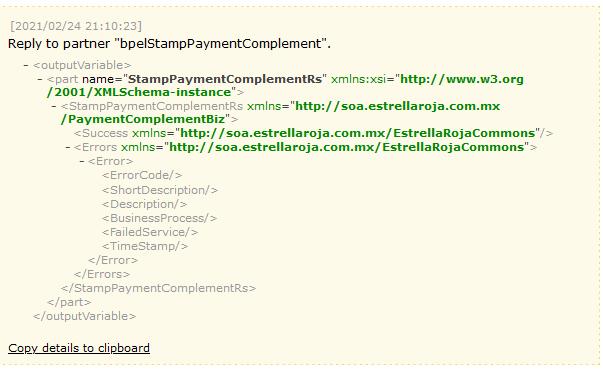 [2021/02/24 21:10:23]
Reply to partner "bpelStampPaymentComplement".
- <outputVariable>
- <part name="StampPaymentComplementRs" xmlns:xsi="http://www.w3.org
/2001/XMLSchema-instance">
- <StampPaymentComplementRs xmlns="http://soa.estrellaroja.com.mx
/PaymentComplementBiz">
<Success xmlns="http://soa.estrellaroja.com.mx/EstrellaRojaCommons"/>
- <Errors xmlns="http://soa.estrellaroja.com.mx/EstrellaRojaCommons">
- <Error>
<ErrorCode/>
<ShortDescription/>
<Description/>
<BusinessProcess/>
<FailedService/>
<TimeStamp/>
</Error>
</Errors>
</StampPaymentComplementRs>
</part>
</outputVariable>
Copy details to clipboard